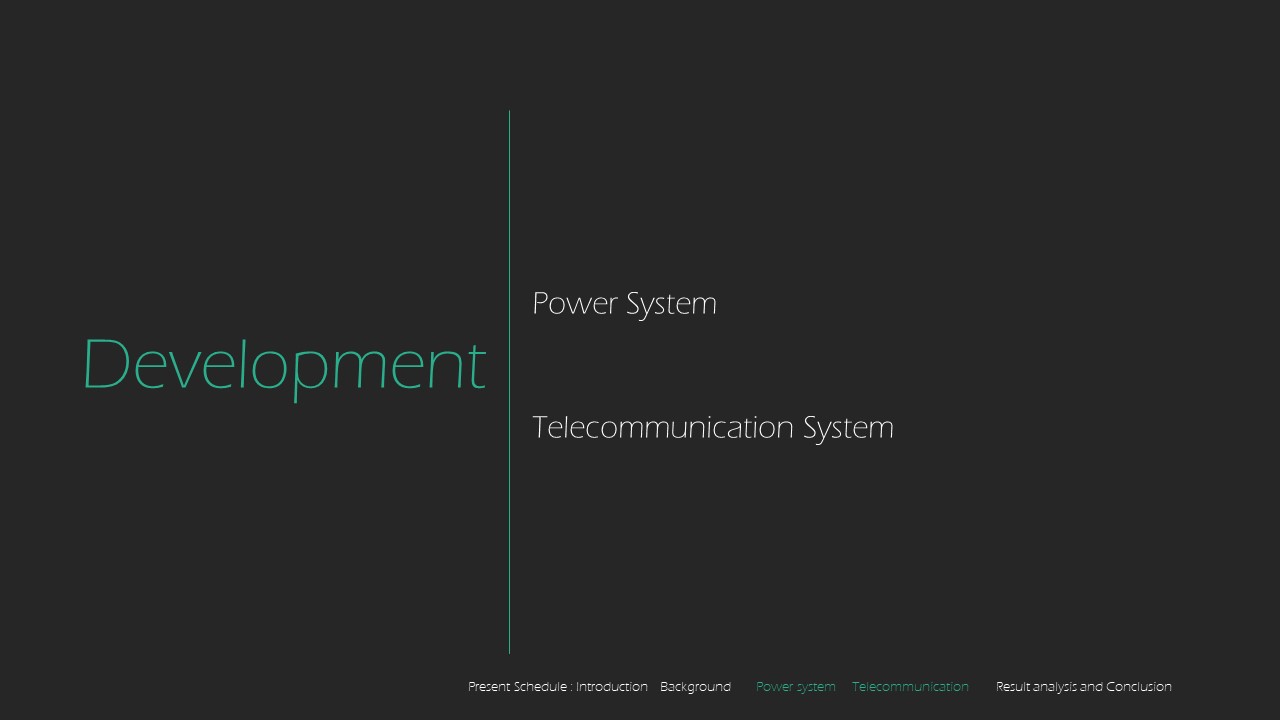 Development
Power System
Telecommunication System
Present Schedule : Introduction Background Power system Telecommunication Result analysis and Conclusion